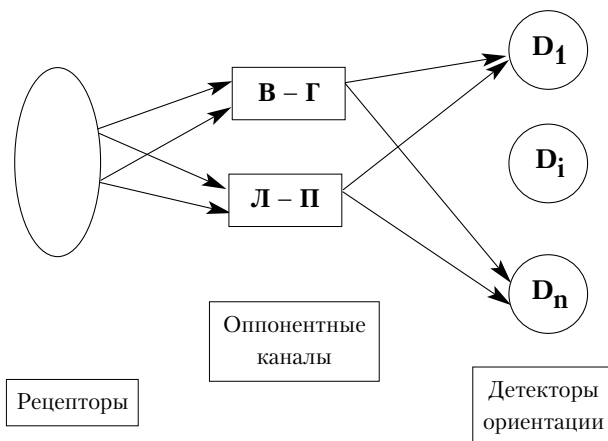 D1
В – Г
Di
Л – П
Dn
Оппонентные
каналы
Рецепторы
Детекторы
ориентации